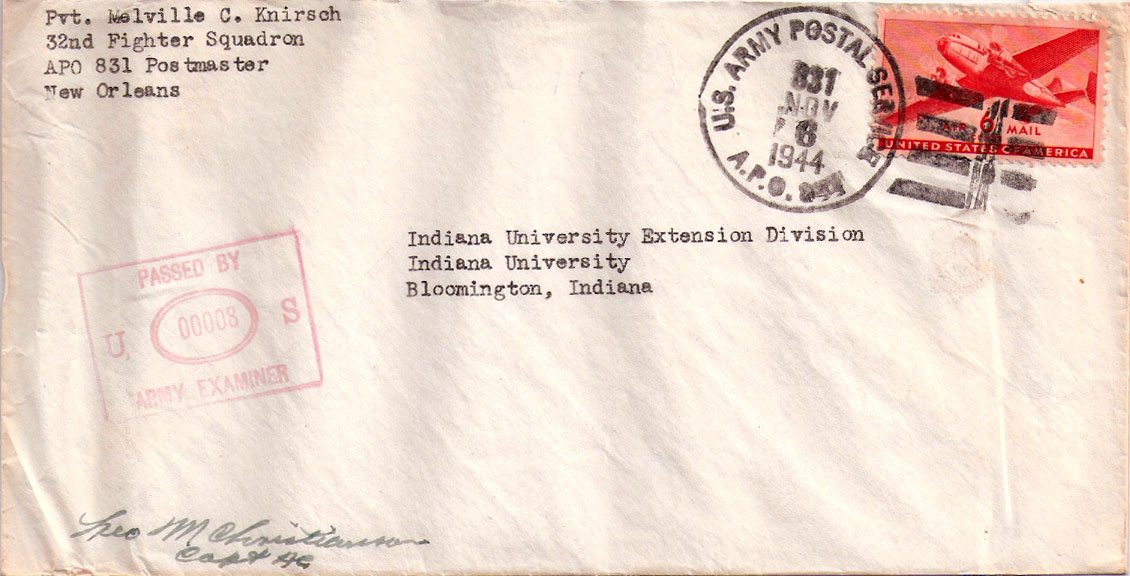 Pvt. Melville C. Knirsch
32nd Fighter Squadron
APO 831 Postmaster
New Orleans
U.S. ARMY POSTAL SERVICE
831
NOV
6
1944
A.P.O.
AIR 6¢ MAIL
UNITED STATES OF AMERICA
Indiana University Extension Division
Indiana University
Bloomington, Indiana
PASSED BY
U. 00008 S
ARMY EXAMINER
M Christianson
Capt AC